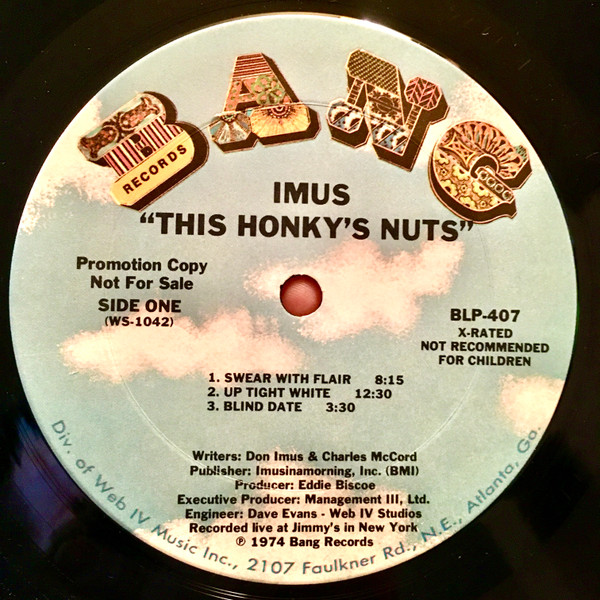 BANG
RECORDS
IMUS
"THIS HONKY'S NUTS"
Promotion Copy
Not For Sale
SIDE ONE
(WS-1042)
BLP-407
X-RATED
NOT RECOMMENDED
FOR CHILDREN
1. SWEAR WITH FLAIR 8:15
2. UP TIGHT WHITE 12:30
3. BLIND DATE 3:30
Writers: Don Imus & Charles McCord
Publisher: Imusinamorning, Inc. (BMI)
Producer: Eddie Biscoe
Executive Producer: Management III, Ltd.
Engineer: Dave Evans - Web IV Studios
Recorded live at Jimmy's in New York
℗ 1974 Bang Records
Div. of Web IV Music Inc., 2107 Faulkner Rd., N.E., Atlanta, Ga.